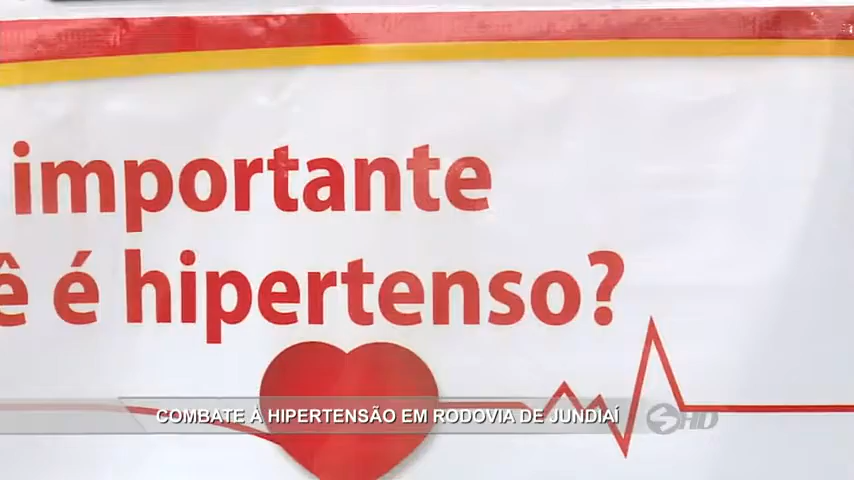 importante
ê é hipertenso?
COMBATE À HIPERTENSÃO EM RODOVIA DE JUNDIAÍ
HD